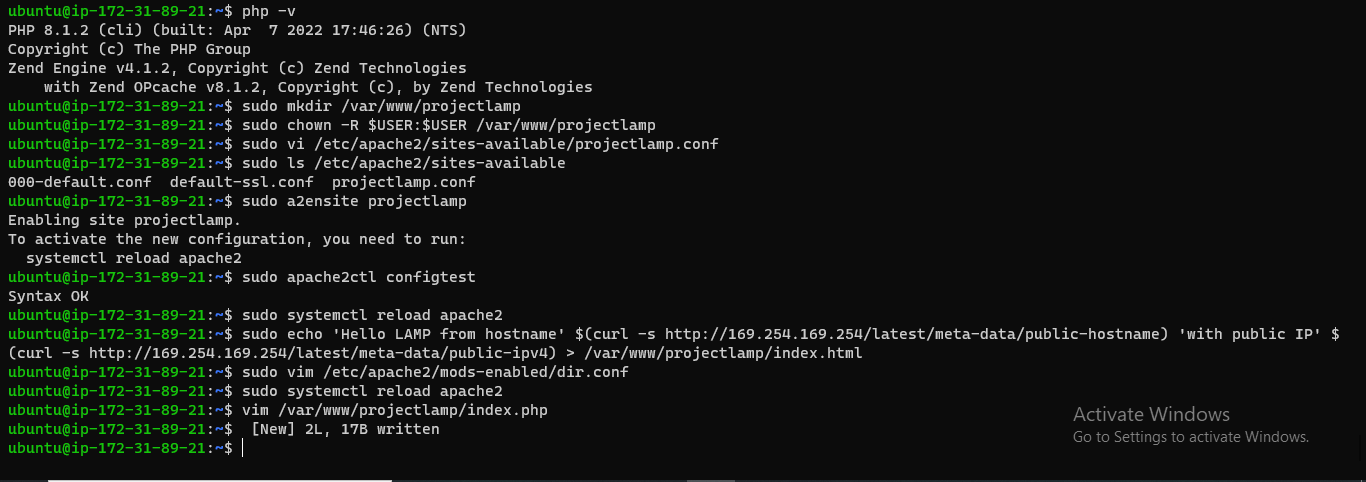 ubuntu@ip-172-31-89-21:~$ php -v
PHP 8.1.2 (cli) (built: Apr  7 2022 17:46:26) (NTS)
Copyright (c) The PHP Group
Zend Engine v4.1.2, Copyright (c) Zend Technologies
    with Zend OPcache v8.1.2, Copyright (c), by Zend Technologies
ubuntu@ip-172-31-89-21:~$ sudo mkdir /var/www/projectlamp
ubuntu@ip-172-31-89-21:~$ sudo chown -R $USER:$USER /var/www/projectlamp
ubuntu@ip-172-31-89-21:~$ sudo vi /etc/apache2/sites-available/projectlamp.conf
ubuntu@ip-172-31-89-21:~$ sudo ls /etc/apache2/sites-available
000-default.conf  default-ssl.conf  projectlamp.conf
ubuntu@ip-172-31-89-21:~$ sudo a2ensite projectlamp
Enabling site projectlamp.
To activate the new configuration, you need to run:
  systemctl reload apache2
ubuntu@ip-172-31-89-21:~$ sudo apache2ctl configtest
Syntax OK
ubuntu@ip-172-31-89-21:~$ sudo systemctl reload apache2
ubuntu@ip-172-31-89-21:~$ sudo echo 'Hello LAMP from hostname' $(curl -s http://169.254.169.254/latest/meta-data/public-hostname) 'with public IP' $
(curl -s http://169.254.169.254/latest/meta-data/public-ipv4) > /var/www/projectlamp/index.html
ubuntu@ip-172-31-89-21:~$ sudo vim /etc/apache2/mods-enabled/dir.conf
ubuntu@ip-172-31-89-21:~$ sudo systemctl reload apache2
ubuntu@ip-172-31-89-21:~$ vim /var/www/projectlamp/index.php
ubuntu@ip-172-31-89-21:~$  [New] 2L, 17B written
ubuntu@ip-172-31-89-21:~$
Activate Windows
Go to Settings to activate Windows.